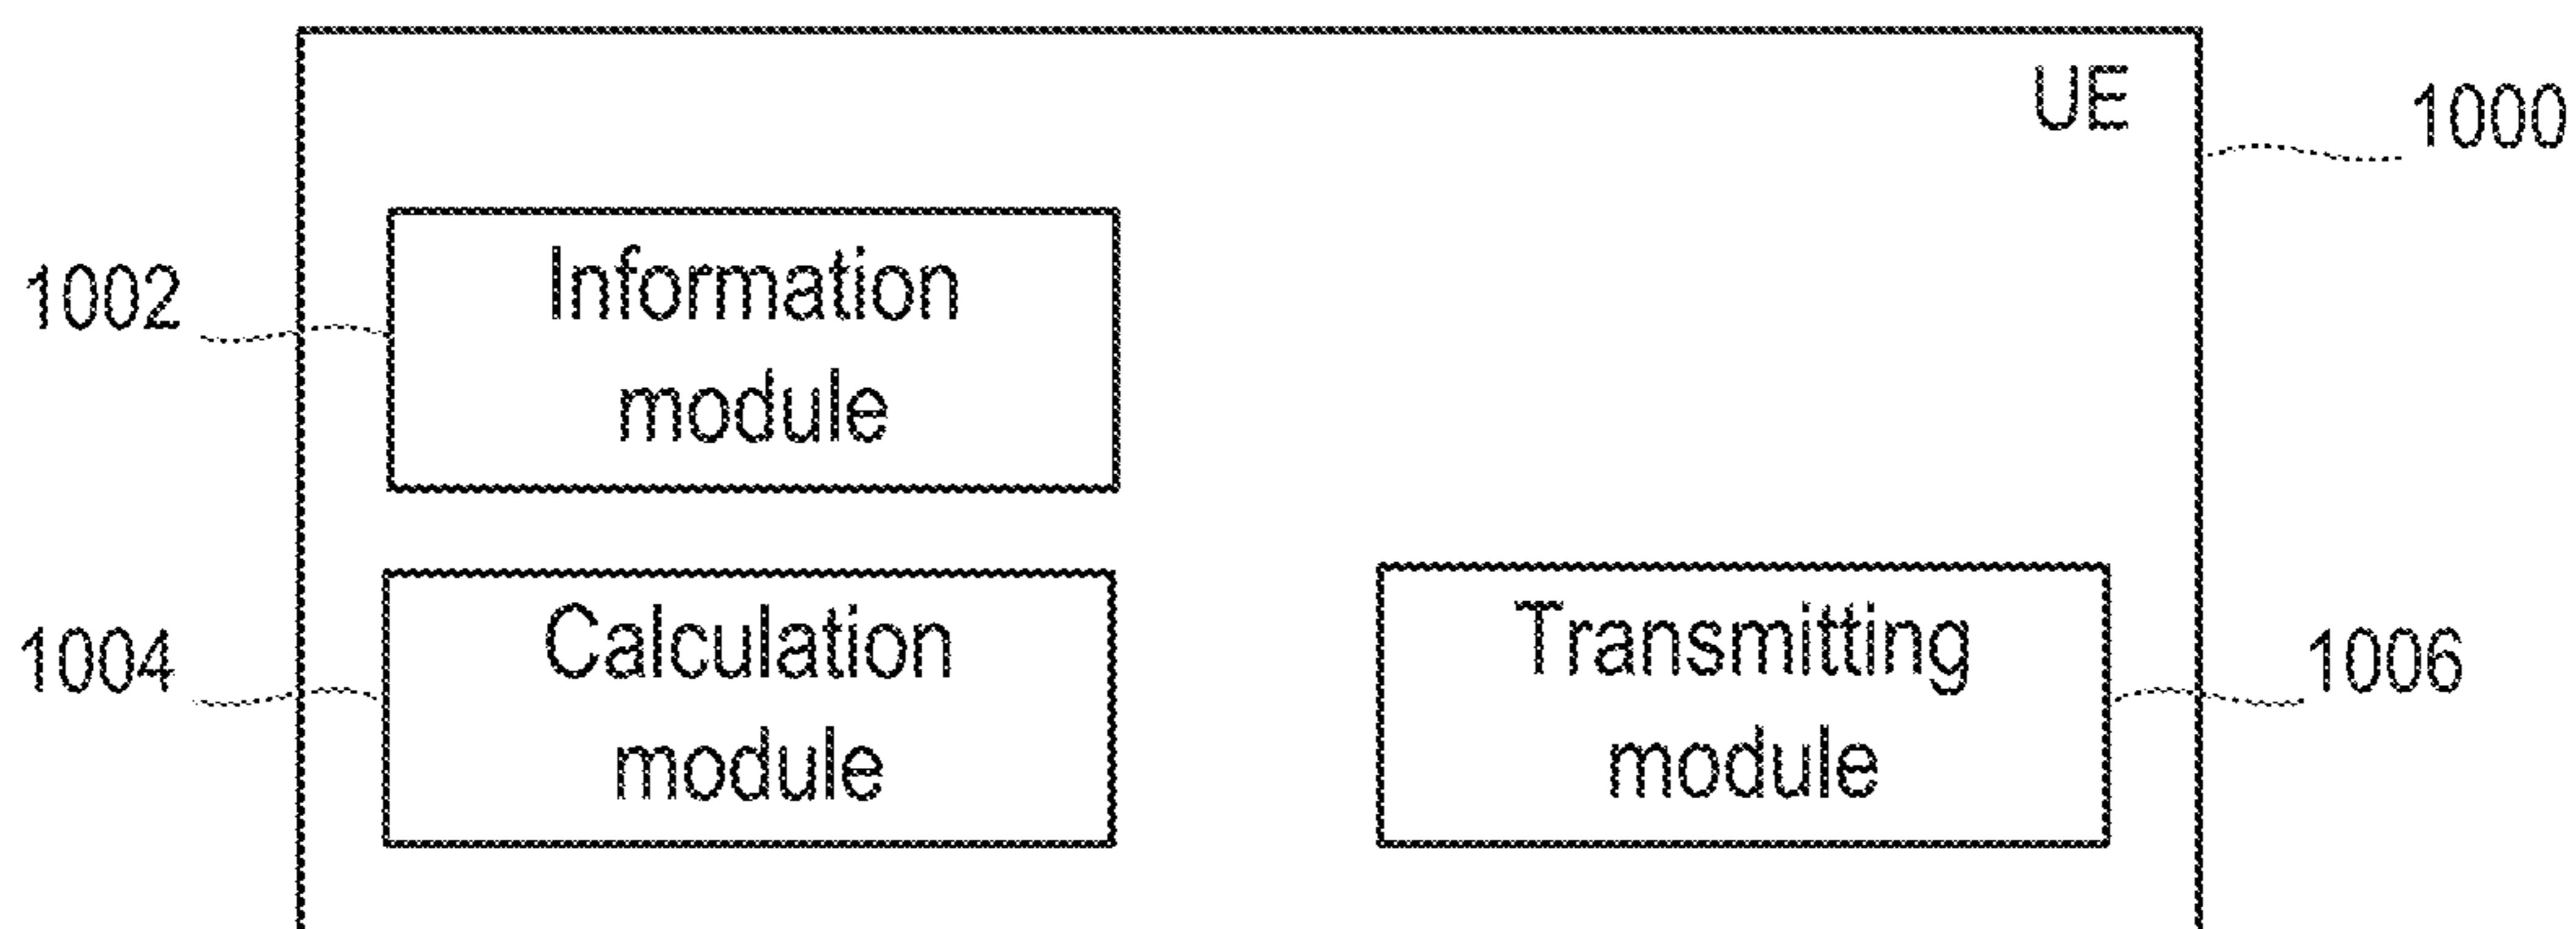 UE
1000
1002
Information
module
1004
Calculation
module
Transmitting
module
1006